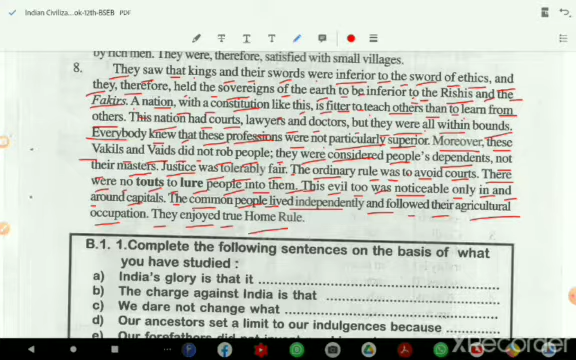 Indian Civiliza...ok-12th-BSEB PDF
by rich men. They were, therefore, satisfied with small villages.
8. They saw that kings and their swords were inferior to the sword of ethics, and
they, therefore, held the sovereigns of the earth to be inferior to the Rishis and the
Fakirs. A nation, with a constitution like this, is fitter to teach others than to learn from
others. This nation had courts, lawyers and doctors, but they were all within bounds.
Everybody knew that these professions were not particularly superior. Moreover, these
Vakils and Vaids did not rob people; they were considered people's dependents, not
their masters. Justice was tolerably fair. The ordinary rule was to avoid courts. There
were no touts to lure people into them. This evil too was noticeable only in and
around capitals. The common people lived independently and followed their agricultural
occupation. They enjoyed true Home Rule.
B.1. 1.Complete the following sentences on the basis of what
you have studied :
a) India's glory is that it ................................
b) The charge against India is that ................................
c) We dare not change what ................................
d) Our ancestors set a limit to our indulgences because ................
XRecorder